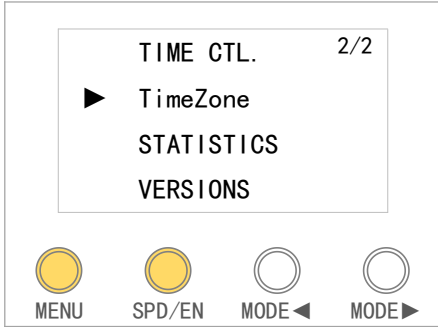 TIME CTL. 2/2
▶ TimeZone
STATISTICS
VERSIONS
MENU SPD/EN MODE◀ MODE▶